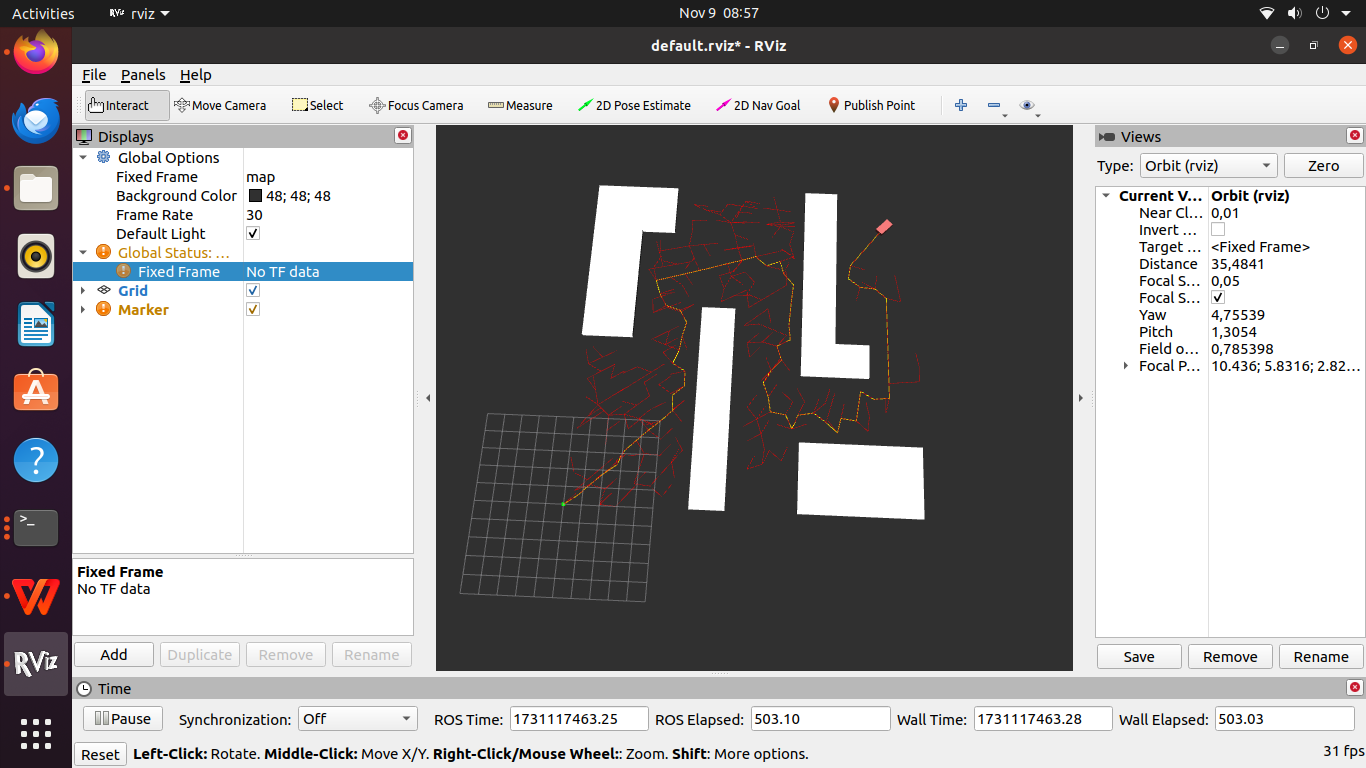 Activities
RViz
rviz
Nov 9 08:57
default.rviz* - RViz
File Panels Help
Interact Move Camera Select Focus Camera Measure 2D Pose Estimate 2D Nav Goal Publish Point
Displays
Global Options
Fixed Frame map
Background Color 48; 48; 48
Frame Rate 30
Default Light ✓
Global Status: ...
Fixed Frame No TF data
Grid ✓
Marker ✓
Fixed Frame
No TF data
Add Duplicate Remove Rename
Views
Type: Orbit (rviz) Zero
Current V... Orbit (rviz)
Near Cl... 0,01
Invert ...
Target ... <Fixed Frame>
Distance 35,4841
Focal S... 0,05
Focal S... ✓
Yaw 4,75539
Pitch 1,3054
Field o... 0,785398
Focal P... 10.436; 5.8316; 2.82...
Save Remove Rename
RViz
Time
Pause Synchronization: Off ROS Time: 1731117463.25 ROS Elapsed: 503.10 Wall Time: 1731117463.28 Wall Elapsed: 503.03
Reset Left-Click: Rotate. Middle-Click: Move X/Y. Right-Click/Mouse Wheel:: Zoom. Shift: More options. 31 fps